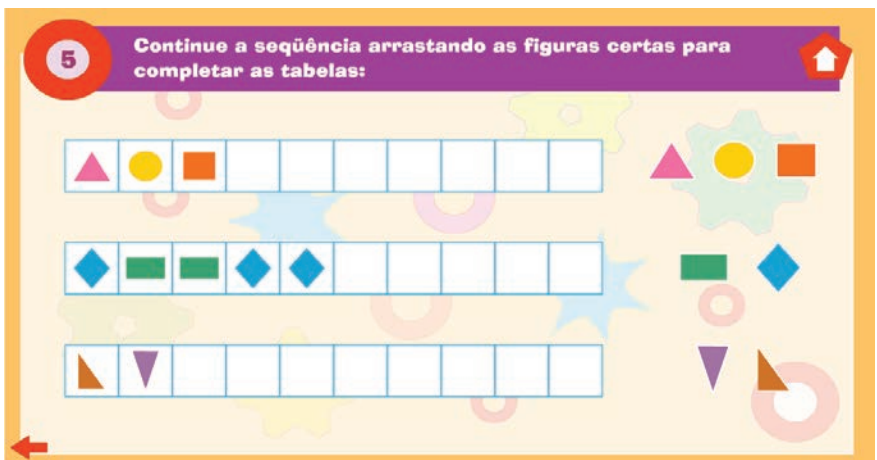 5
Continue a seqüência arrastando as figuras certas para
completar as tabelas: